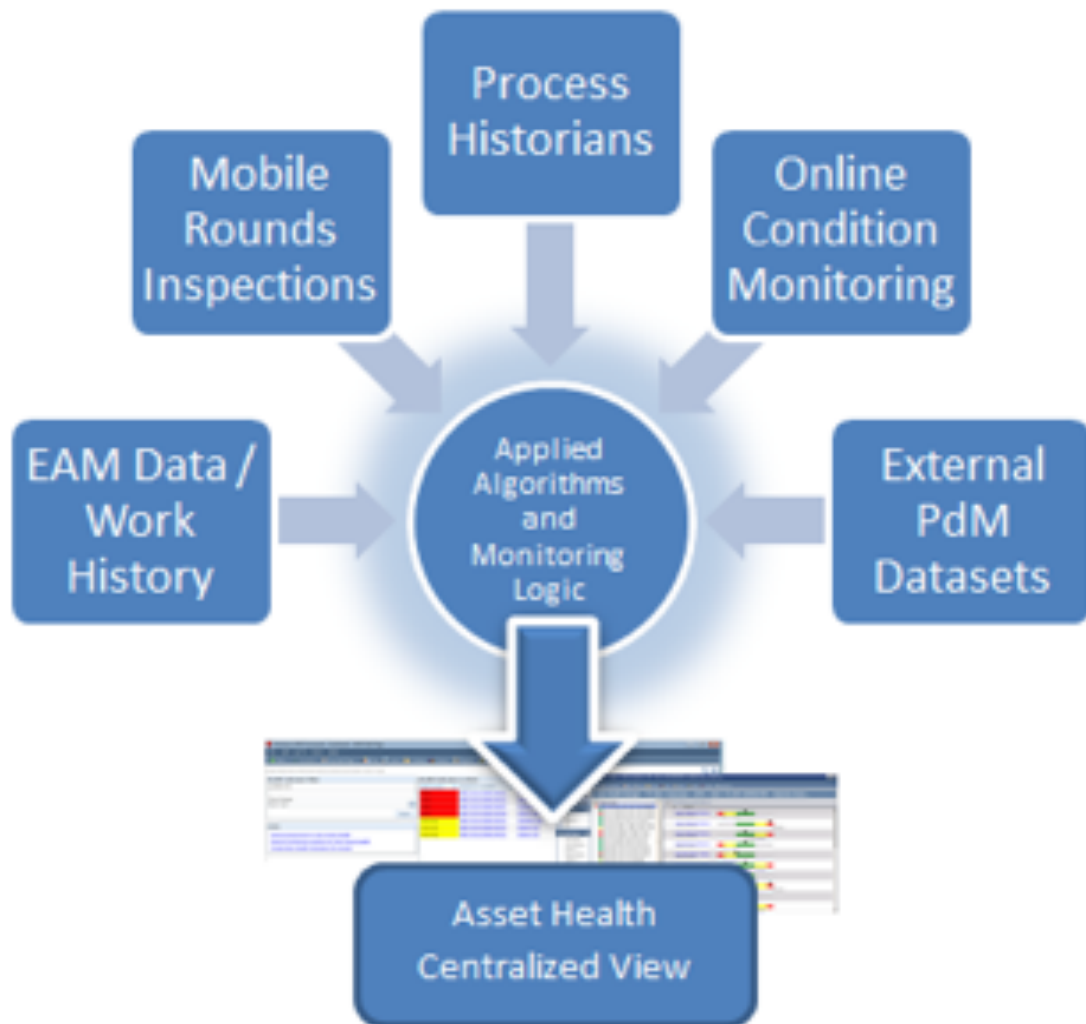 Process
Historians
Mobile
Rounds
Inspections
Online
Condition
Monitoring
EAM Data /
Work
History
Applied
Algorithms
and
Monitoring
Logic
External
PdM
Datasets
Asset Health
Centralized View